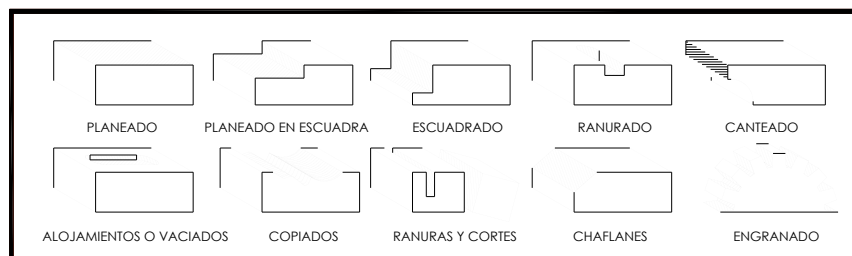 PLANEADO
PLANEADO EN ESCUADRA
ESCUADRADO
RANURADO
CANTEADO
ALOJAMIENTOS O VACIADOS
COPIADOS
RANURAS Y CORTES
CHAFLANES
ENGRANADO